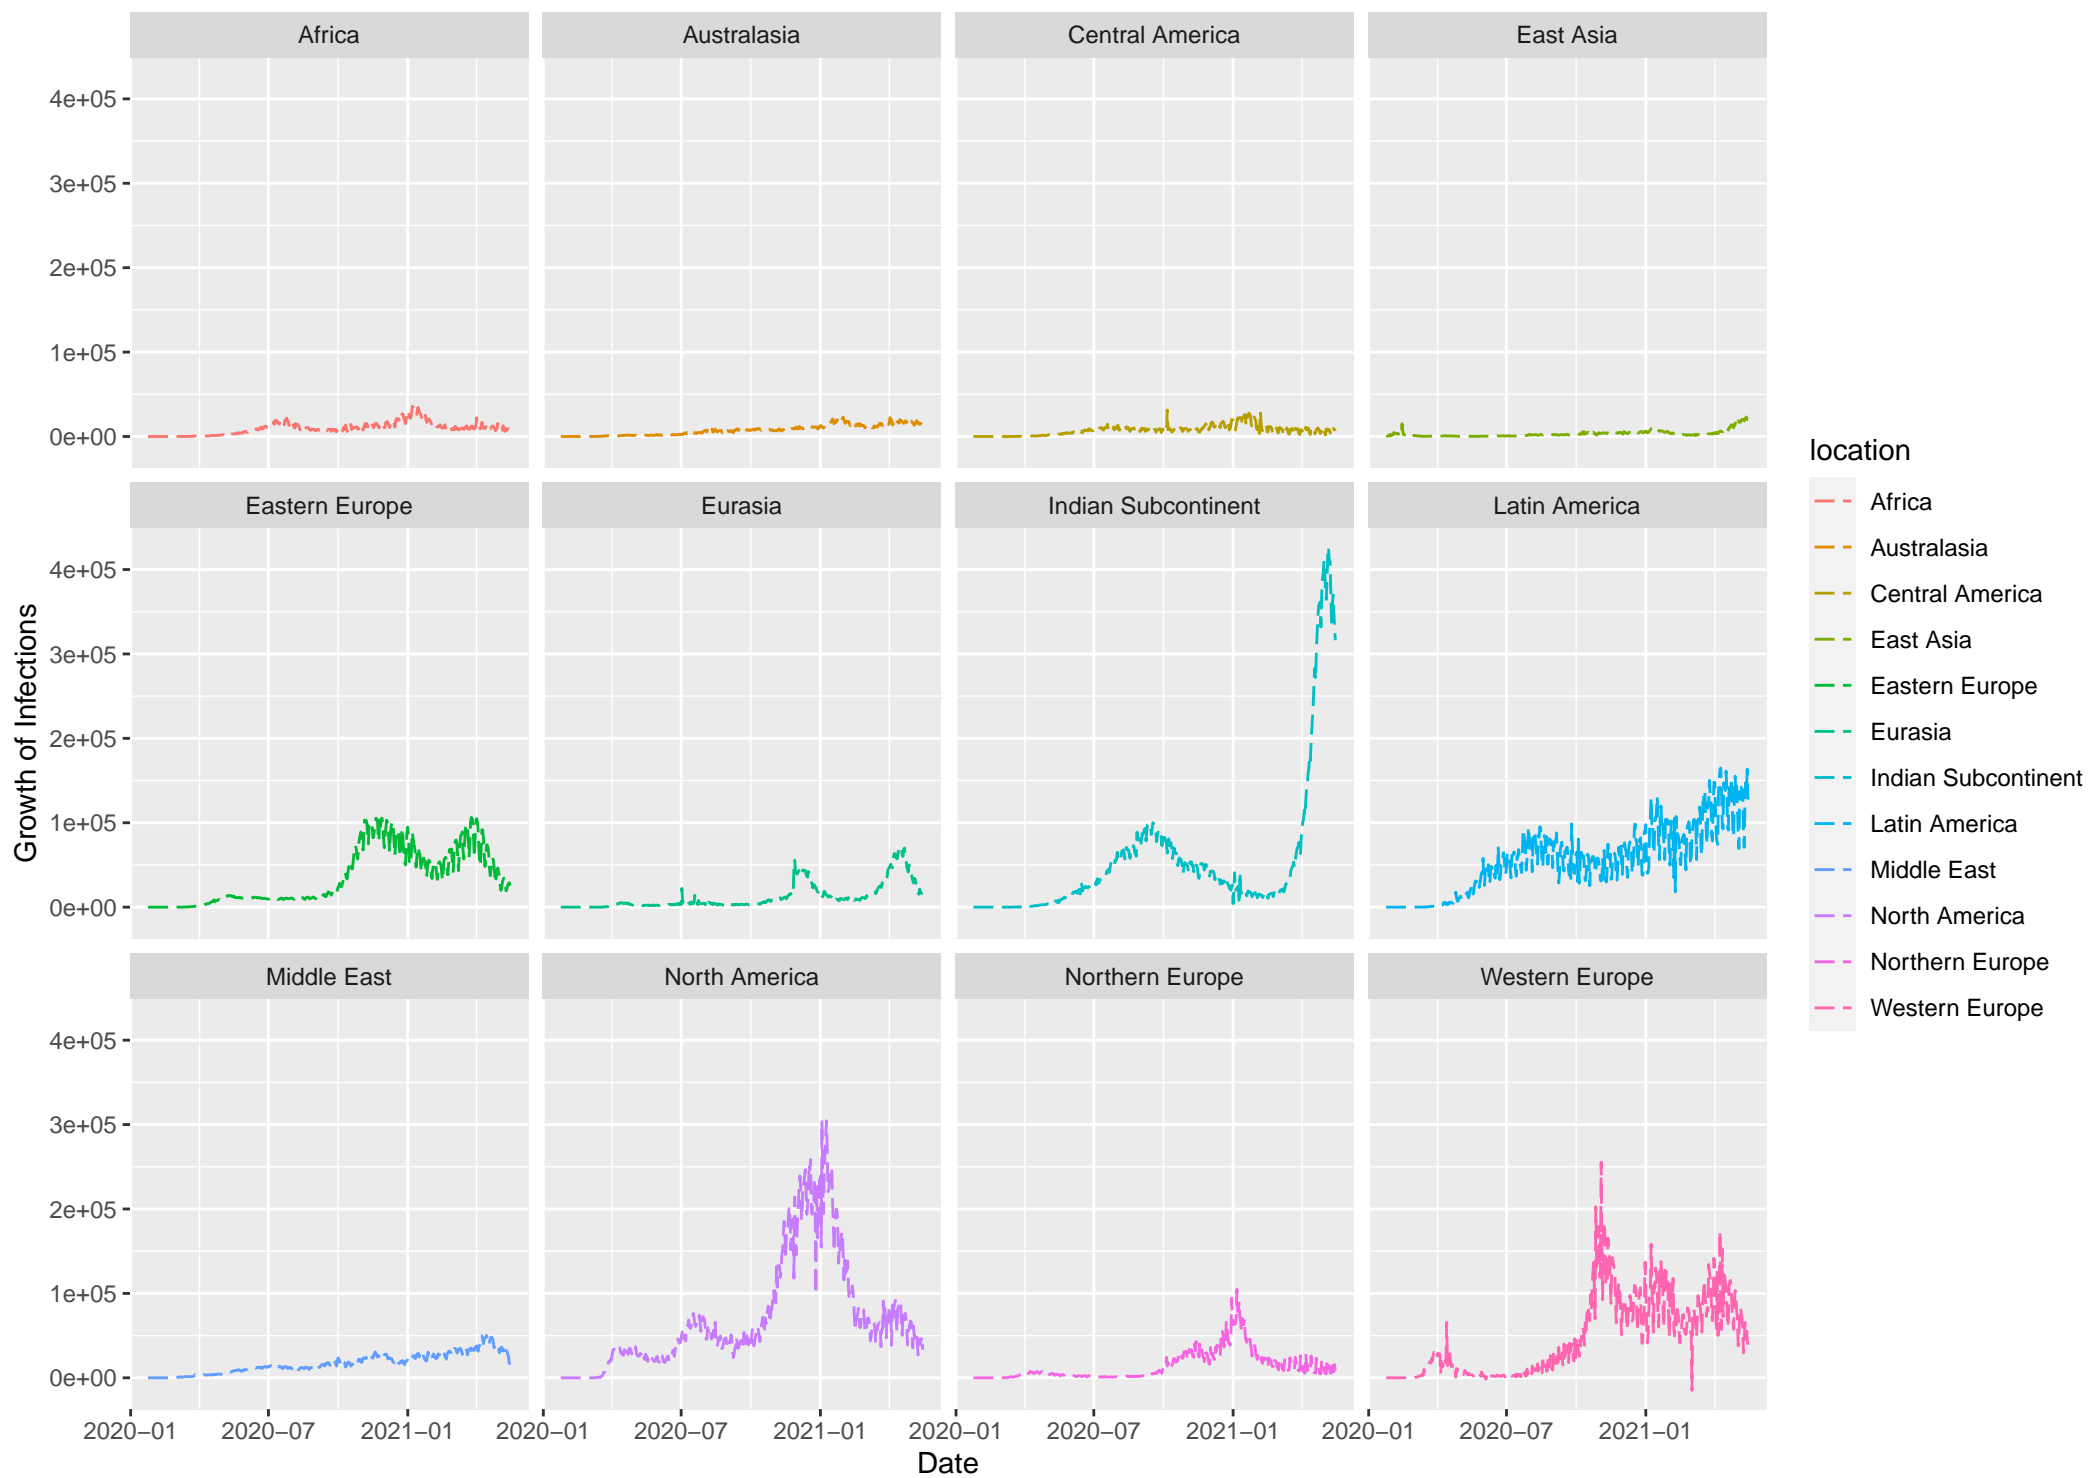 Africa
Australasia
Central America
East Asia
4e+05
3e+05
2e+05
1e+05
0e+00
Eastern Europe
Eurasia
Indian Subcontinent
Latin America
4e+05
3e+05
2e+05
1e+05
0e+00
Middle East
North America
Northern Europe
Western Europe
4e+05
3e+05
2e+05
1e+05
0e+00
2020−01
2020−07
2021−01
2020−01
2020−07
2021−01
2020−01
2020−07
2021−01
2020−01
2020−07
2021−01
Date
Growth of Infections
location
Africa
Australasia
Central America
East Asia
Eastern Europe
Eurasia
Indian Subcontinent
Latin America
Middle East
North America
Northern Europe
Western Europe